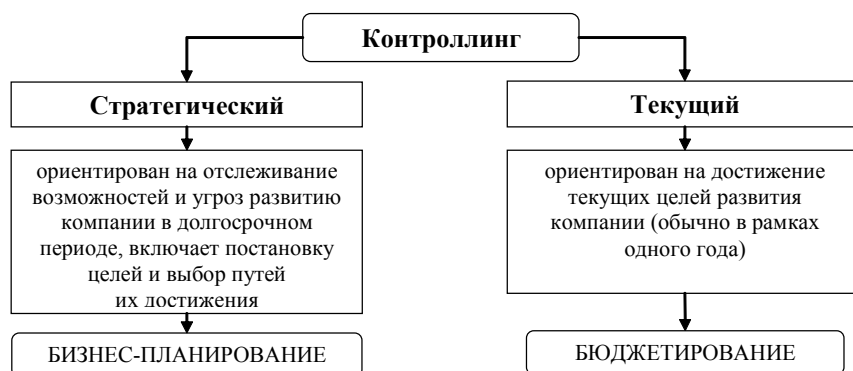 Контроллинг
Стратегический
ориентирован на отслеживание
возможностей и угроз развитию
компании в долгосрочном
периоде, включает постановку
целей и выбор путей
их достижения
БИЗНЕС-ПЛАНИРОВАНИЕ
Текущий
ориентирован на достижение
текущих целей развития
компании (обычно в рамках
одного года)
БЮДЖЕТИРОВАНИЕ